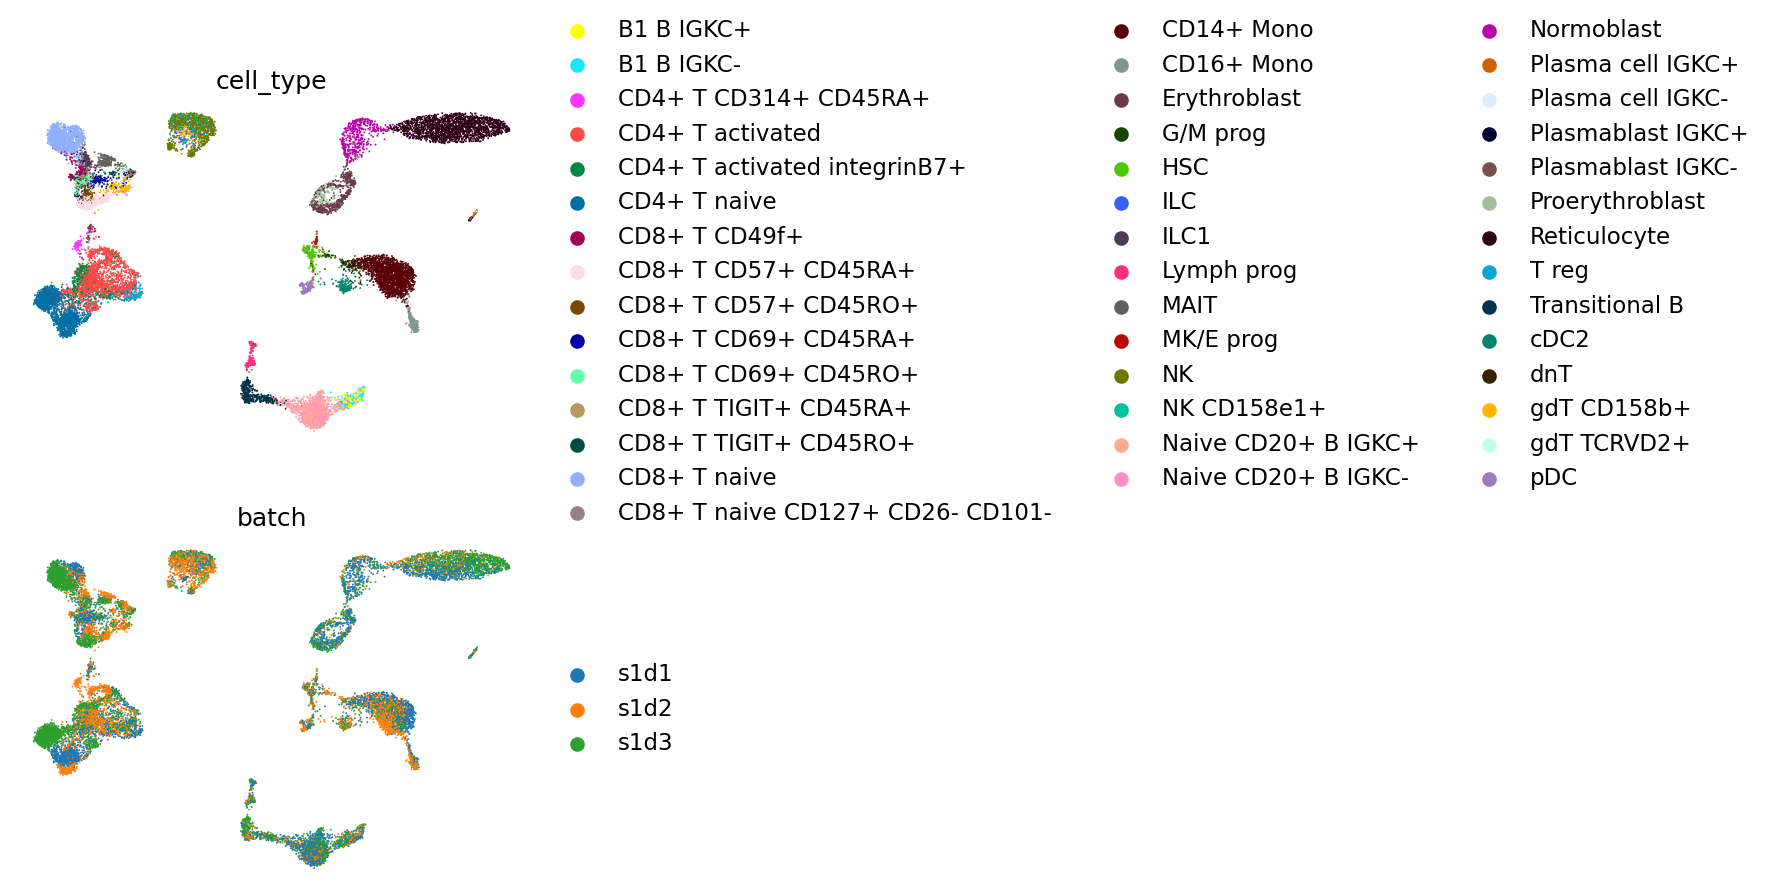 cell_type
B1 B IGKC+
B1 B IGKC-
CD4+ T CD314+ CD45RA+
CD4+ T activated
CD4+ T activated integrinB7+
CD4+ T naive
CD8+ T CD49f+
CD8+ T CD57+ CD45RA+
CD8+ T CD57+ CD45RO+
CD8+ T CD69+ CD45RA+
CD8+ T CD69+ CD45RO+
CD8+ T TIGIT+ CD45RA+
CD8+ T TIGIT+ CD45RO+
CD8+ T naive
CD8+ T naive CD127+ CD26- CD101-
CD14+ Mono
CD16+ Mono
Erythroblast
G/M prog
HSC
ILC
ILC1
Lymph prog
MAIT
MK/E prog
NK
NK CD158e1+
Naive CD20+ B IGKC+
Naive CD20+ B IGKC-
Normoblast
Plasma cell IGKC+
Plasma cell IGKC-
Plasmablast IGKC+
Plasmablast IGKC-
Proerythroblast
Reticulocyte
T reg
Transitional B
cDC2
dnT
gdT CD158b+
gdT TCRVD2+
pDC
batch
s1d1
s1d2
s1d3